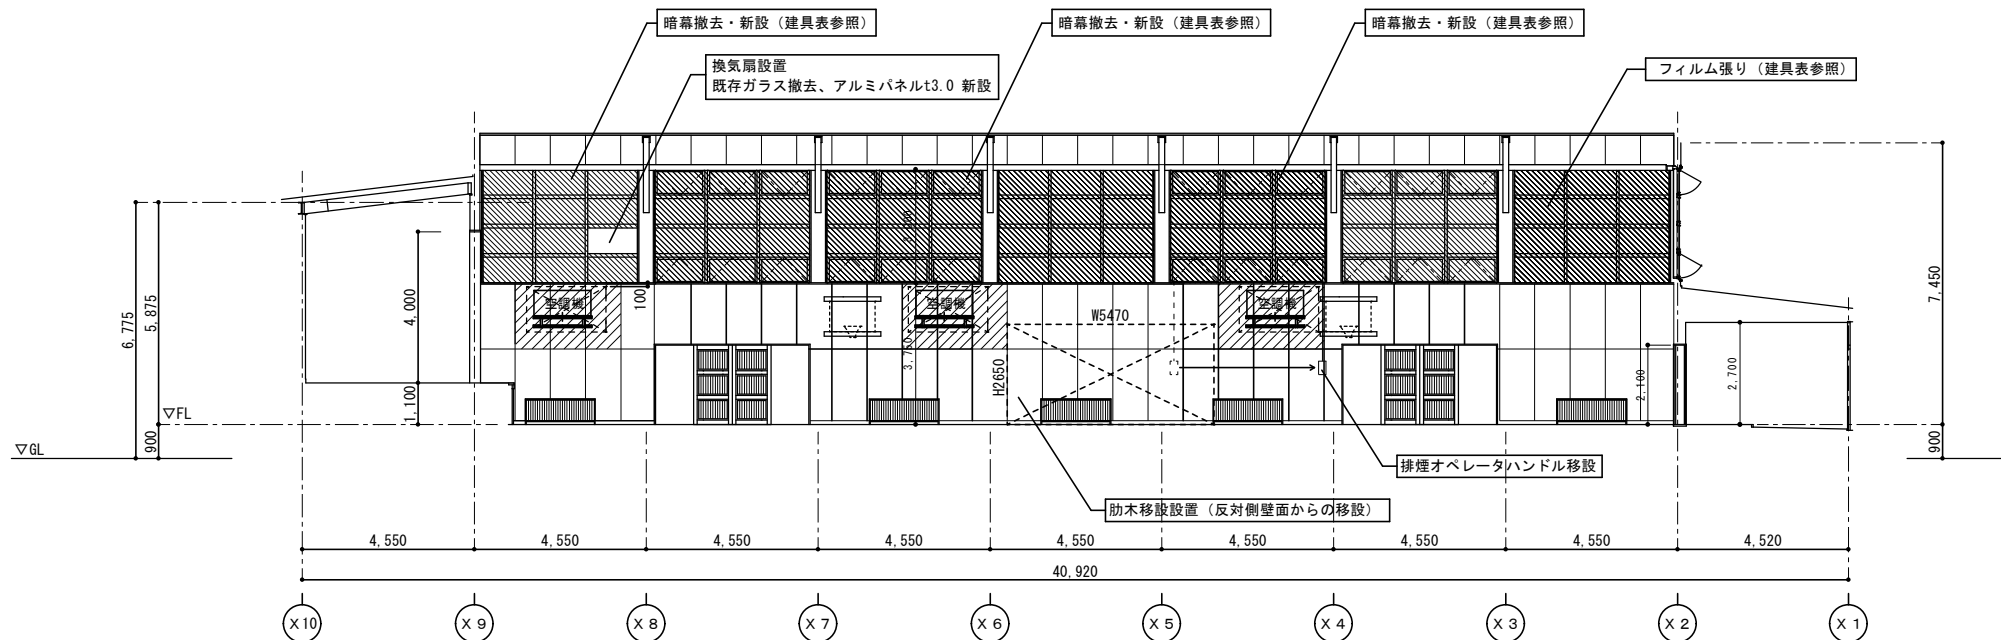 暗幕撤去・新設（建具表参照）
暗幕撤去・新設（建具表参照）
暗幕撤去・新設（建具表参照）
換気扇設置
既存ガラス撤去、アルミパネルt3.0 新設
フィルム張り（建具表参照）
6,775
5,875
4,000
1,100
900
▽FL
▽GL
空調機
100
空調機
空調機
3,750
W5470
H2650
2,100
2,700
7,450
900
排煙オペレータハンドル移設
肋木移設設置（反対側壁面からの移設）
4,550
4,550
4,550
4,550
4,550
4,550
4,550
4,550
4,520
40,920
X10
X9
X8
X7
X6
X5
X4
X3
X2
X1